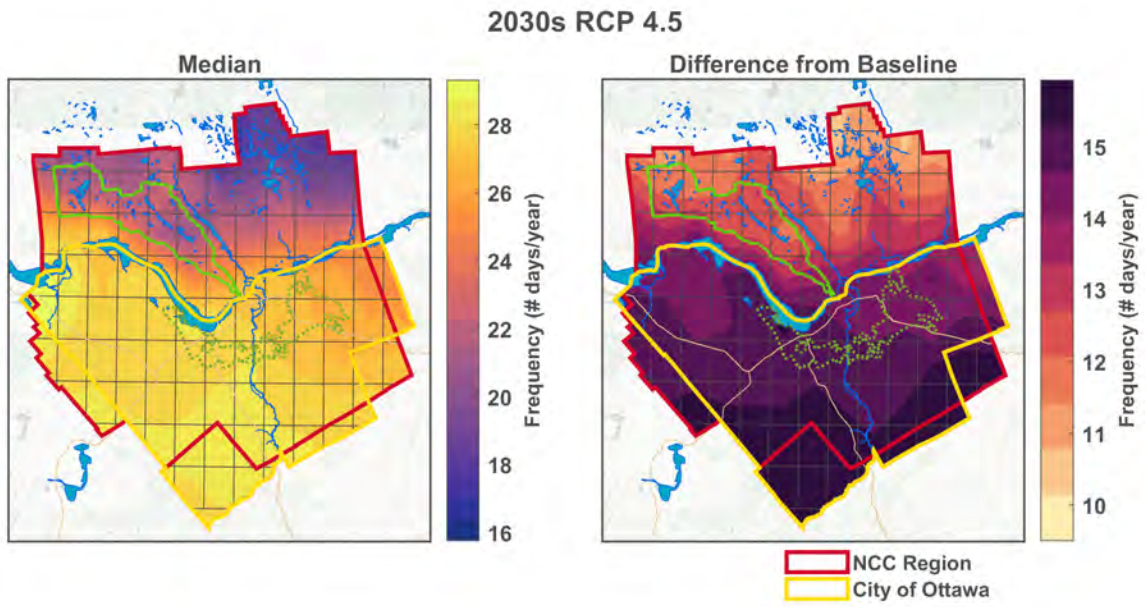 2030s RCP 4.5
Median
Difference from Baseline
28
26
24
22
20
18
16
Frequency (# days/year)
15
14
13
12
11
10
Frequency (# days/year)
NCC Region
City of Ottawa